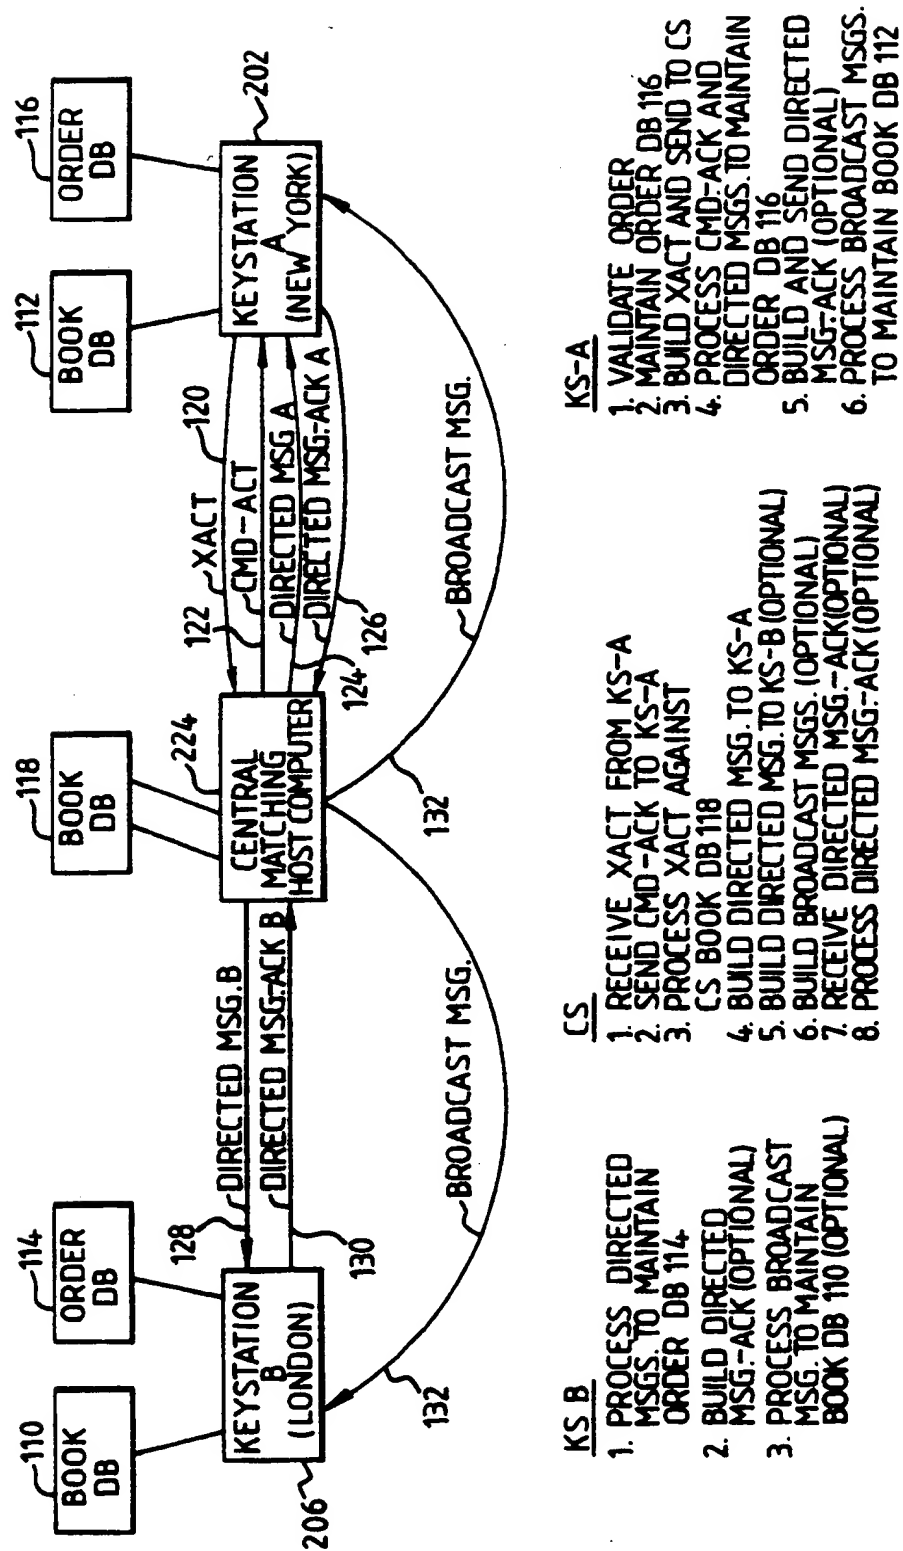 110
BOOK
DB
114
ORDER
DB
118
BOOK
DB
112
BOOK
DB
116
ORDER
DB
206
KEYSTATION
B
(LONDON)
128
DIRECTED MSG. B
DIRECTED MSG.-ACK B
130
224
CENTRAL
MATCHING
HOST COMPUTER
XACT
120
122
CMD-ACT
DIRECTED MSG A
DIRECTED MSG.-ACK A
124
126
202
KEYSTATION
A
(NEW YORK)
132
BROADCAST MSG.
132
BROADCAST MSG.
KS B
1. PROCESS DIRECTED
MSGS. TO MAINTAIN
ORDER DB 114
2. BUILD DIRECTED
MSG.-ACK (OPTIONAL)
3. PROCESS BROADCAST
MSG. TO MAINTAIN
BOOK DB 110 (OPTIONAL)
CS
1. RECEIVE XACT FROM KS-A
2. SEND CMD-ACK TO KS-A
3. PROCESS XACT AGAINST
CS BOOK DB 118
4. BUILD DIRECTED MSG. TO KS-A
5. BUILD DIRECTED MSG. TO KS-B (OPTIONAL)
6. BUILD BROADCAST MSGS. (OPTIONAL)
7. RECEIVE DIRECTED MSG.-ACK (OPTIONAL)
8. PROCESS DIRECTED MSG.-ACK (OPTIONAL)
KS-A
1. VALIDATE ORDER
2. MAINTAIN ORDER DB 116
3. BUILD XACT AND SEND TO CS
4. PROCESS CMD-ACK AND
DIRECTED MSGS. TO MAINTAIN
ORDER DB 116
5. BUILD AND SEND DIRECTED
MSG-ACK (OPTIONAL)
6. PROCESS BROADCAST MSGS.
TO MAINTAIN BOOK DB 112